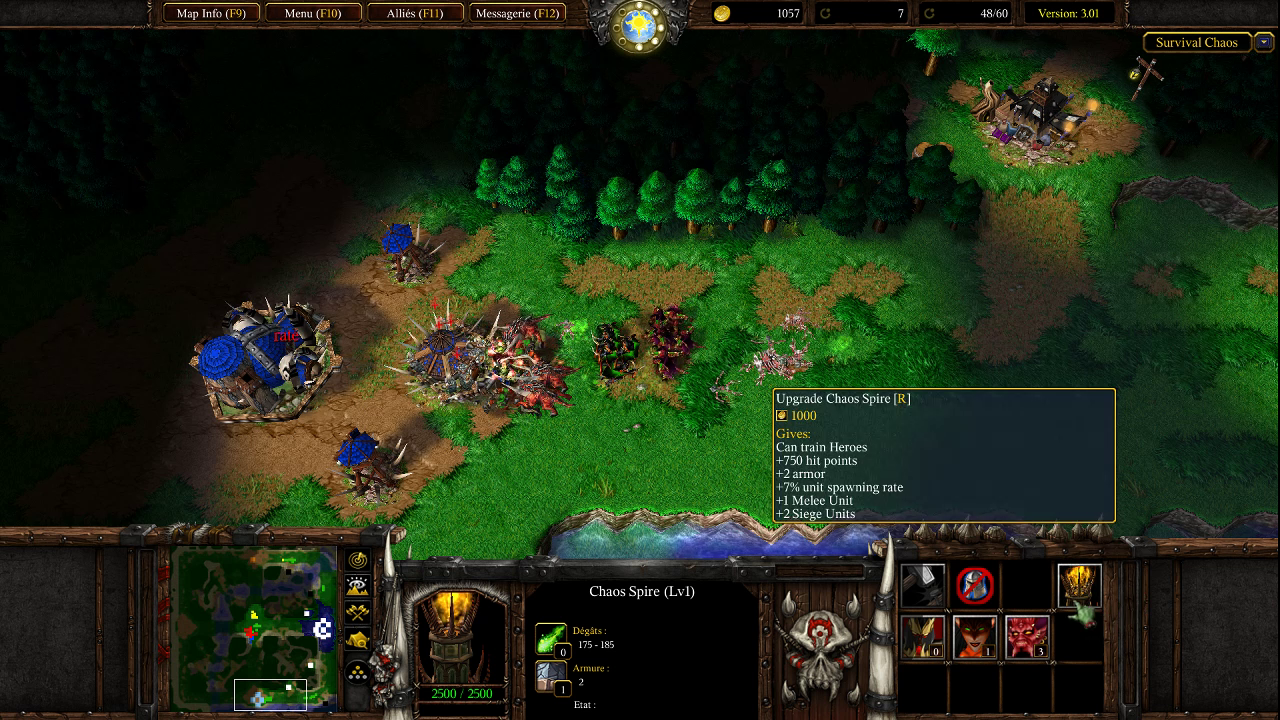 Map Info (F9)
Menu (F10)
Alliés (F11)
Messagerie (F12)
1057
7
48/60
Version: 3.01
Survival Chaos
rate
Upgrade Chaos Spire [R]
1000
Gives:
Can train Heroes
+750 hit points
+2 armor
+7% unit spawning rate
+1 Melee Unit
+2 Siege Units
Chaos Spire (Lv1)
Dégâts :
175 - 185
0
Armure :
2
1
Etat :
2500 / 2500
0
1
3